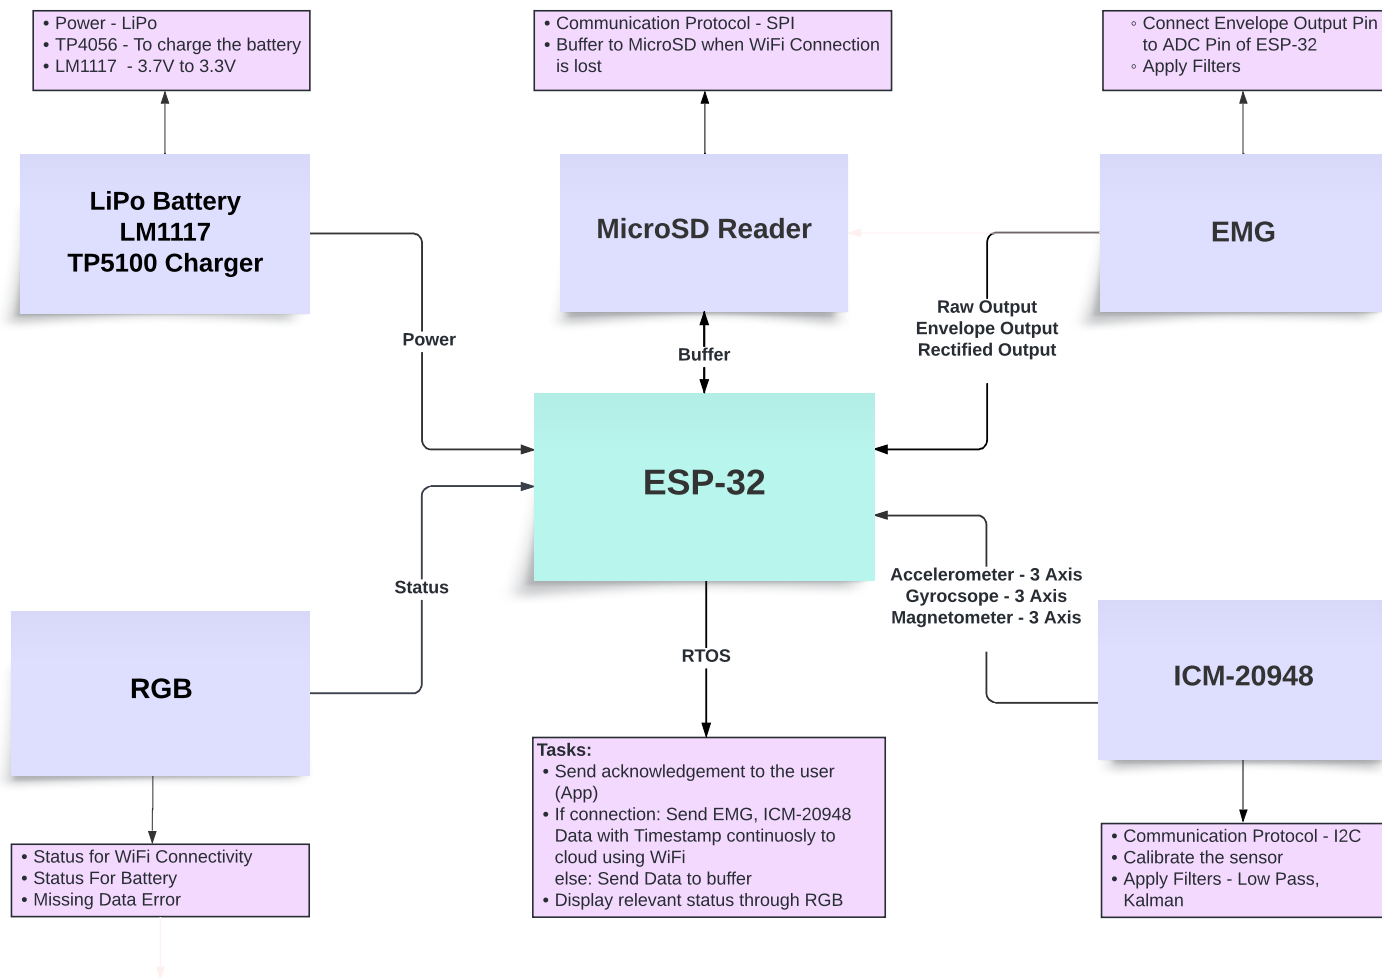 • Power - LiPo
• TP4056 - To charge the battery
• LM1117  - 3.7V to 3.3V
• Communication Protocol - SPI
• Buffer to MicroSD when WiFi Connection
is lost
◦ Connect Envelope Output Pin
to ADC Pin of ESP-32
◦ Apply Filters
LiPo Battery
LM1117
TP5100 Charger
MicroSD Reader
EMG
Power
Buffer
Raw Output
Envelope Output
Rectified Output
ESP-32
Status
Accelerometer - 3 Axis
Gyrocsope - 3 Axis
Magnetometer - 3 Axis
RGB
RTOS
ICM-20948
Tasks:
• Send acknowledgement to the user
(App)
• If connection: Send EMG, ICM-20948
Data with Timestamp continuosly to
cloud using WiFi
else: Send Data to buffer
• Display relevant status through RGB
• Status for WiFi Connectivity
• Status For Battery
• Missing Data Error
• Communication Protocol - I2C
• Calibrate the sensor
• Apply Filters - Low Pass,
Kalman